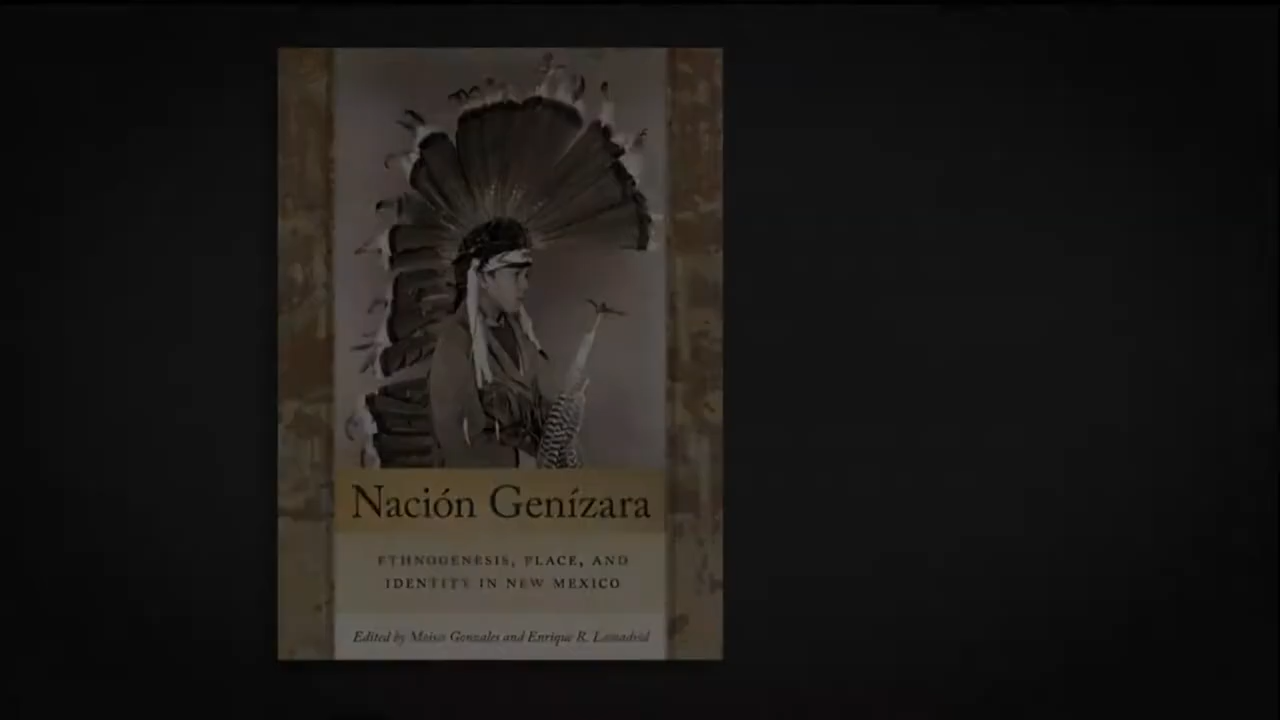 Nación Genízara
ETHNOGENESIS, PLACE, AND
IDENTITY IN NEW MEXICO
Edited by Moises Gonzales and Enrique R. Lamadrid